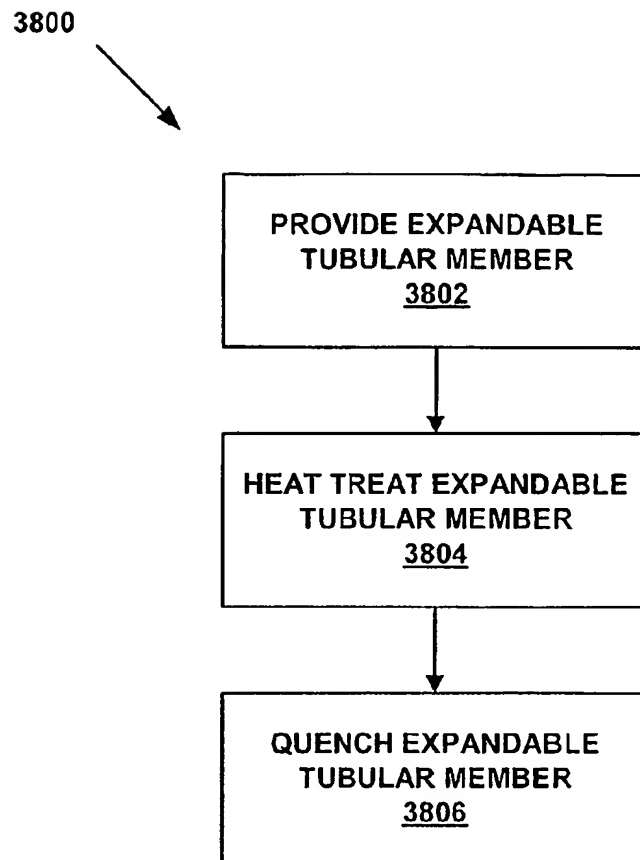 3800
PROVIDE EXPANDABLE
TUBULAR MEMBER
3802
HEAT TREAT EXPANDABLE
TUBULAR MEMBER
3804
QUENCH EXPANDABLE
TUBULAR MEMBER
3806